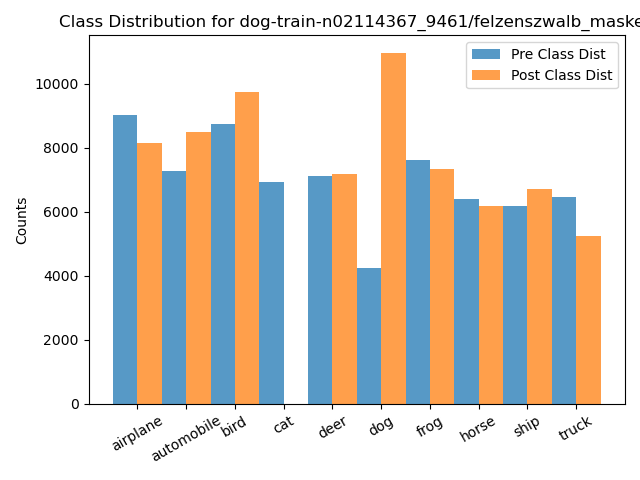 Class Distribution for dog-train-n02114367_9461/felzenszwalb_maske
Pre Class Dist
Post Class Dist
Counts
10000
8000
6000
4000
2000
0
airplane
automobile
bird
cat
deer
dog
frog
horse
ship
truck